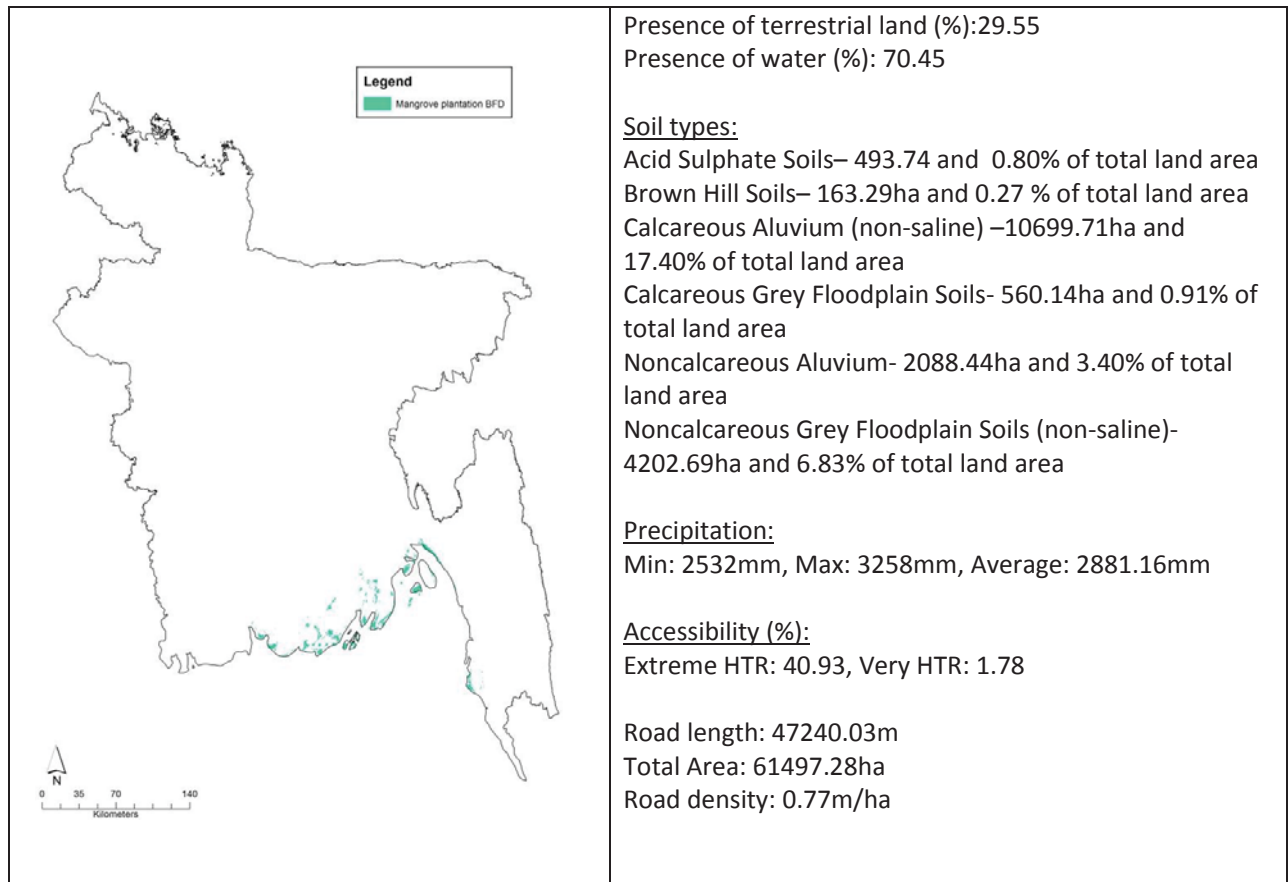 Legend
Mangrove plantation BFD
N
0 35 70 140
Kilometers
Presence of terrestrial land (%):29.55
Presence of water (%): 70.45
Soil types:
Acid Sulphate Soils– 493.74 and 0.80% of total land area
Brown Hill Soils– 163.29ha and 0.27 % of total land area
Calcareous Aluvium (non-saline) –10699.71ha and
17.40% of total land area
Calcareous Grey Floodplain Soils- 560.14ha and 0.91% of
total land area
Noncalcareous Aluvium- 2088.44ha and 3.40% of total
land area
Noncalcareous Grey Floodplain Soils (non-saline)-
4202.69ha and 6.83% of total land area
Precipitation:
Min: 2532mm, Max: 3258mm, Average: 2881.16mm
Accessibility (%):
Extreme HTR: 40.93, Very HTR: 1.78
Road length: 47240.03m
Total Area: 61497.28ha
Road density: 0.77m/ha